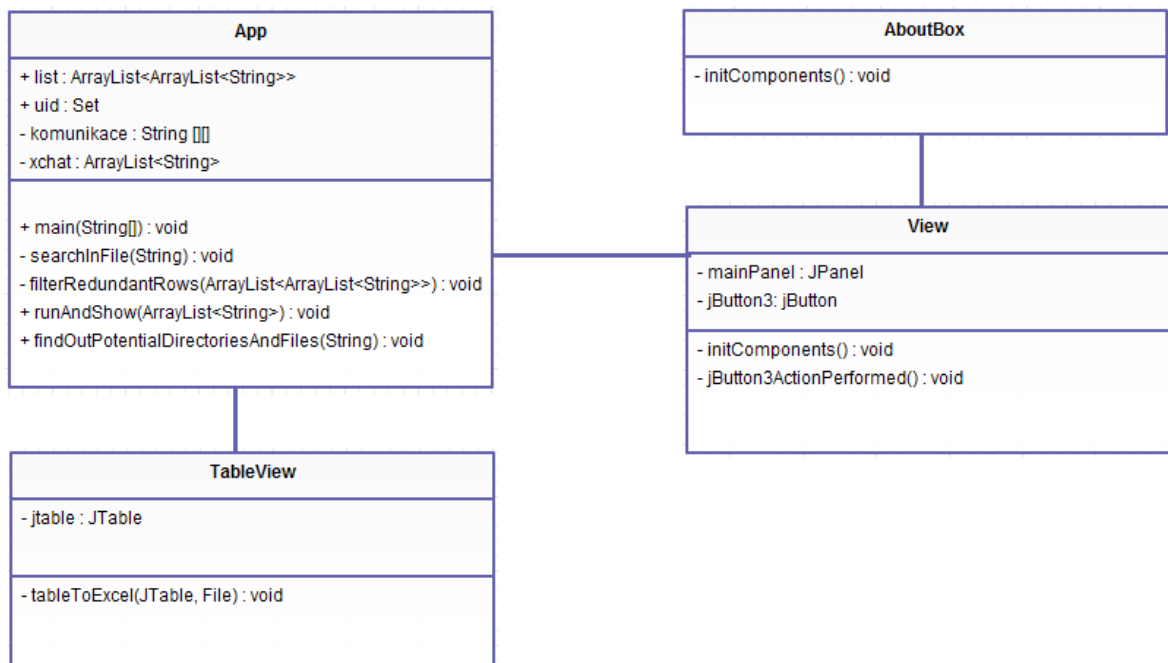 App
+ list : ArrayList<ArrayList<String>>
+ uid : Set
- komunikace : String [][]
- xchat : ArrayList<String>
+ main(String[]) : void
- searchInFile(String) : void
- filterRedundantRows(ArrayList<ArrayList<String>>) : void
+ runAndShow(ArrayList<String>) : void
+ findOutPotentialDirectoriesAndFiles(String) : void
AboutBox
- initComponents() : void
View
- mainPanel : JPanel
- jButton3: jButton
- initComponents() : void
- jButton3ActionPerformed() : void
TableView
- jtable : JTable
- tableToExcel(JTable, File) : void